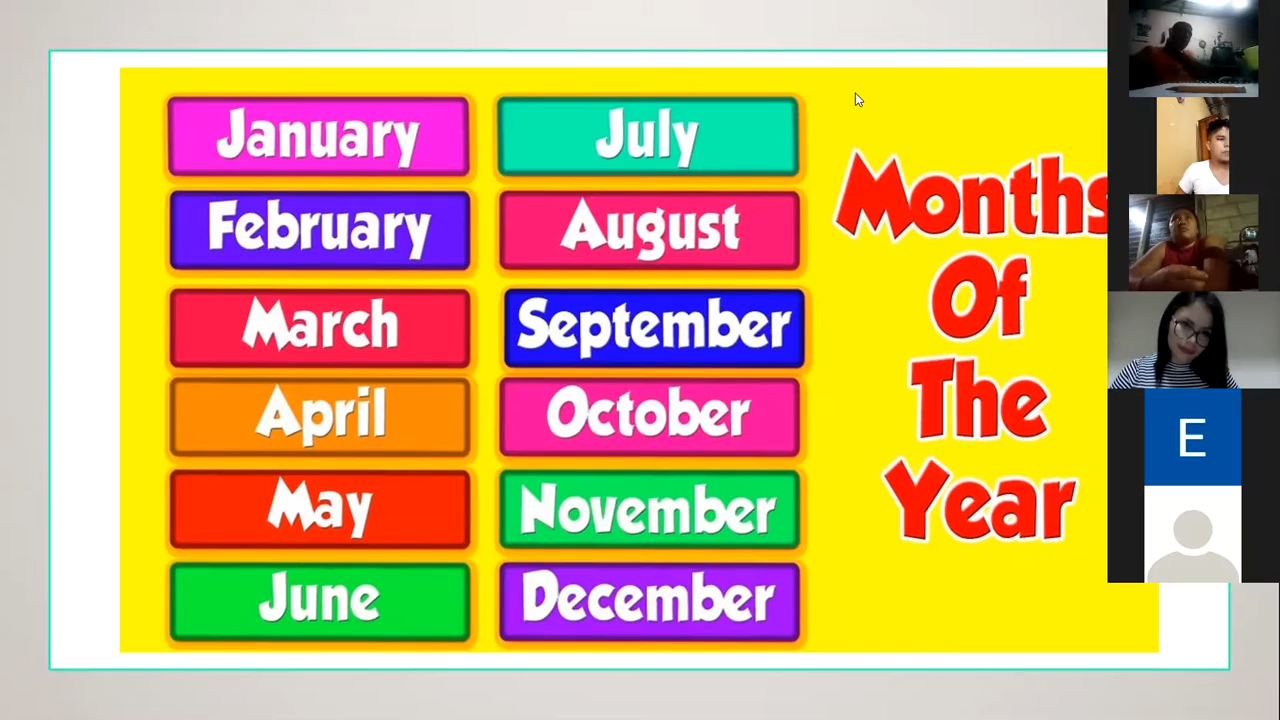 January
February
March
April
May
June
July
August
September
October
November
December
Months
Of
The
Year
E